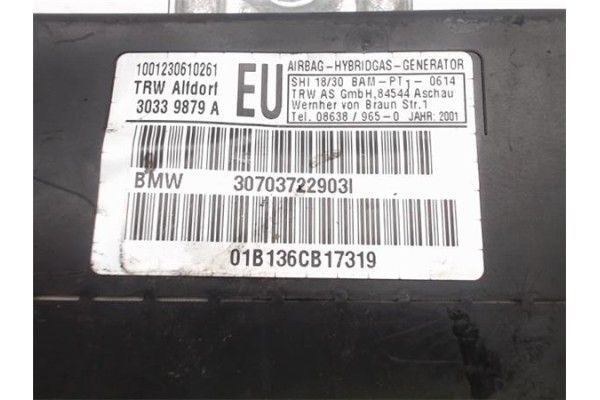 1001230610261
TRW Alfdorf
3033 9879 A
EU
AIRBAG-HYBRIDGAS-GENERATOR
SHI 18/30 BAM-PT1-0614
TRW AS GmbH,84544 Aschau
Wernher von Braun Str.1
Tel. 08638 / 965-0 JAHR: 2001
BMW 30703722903I
01B136CB17319